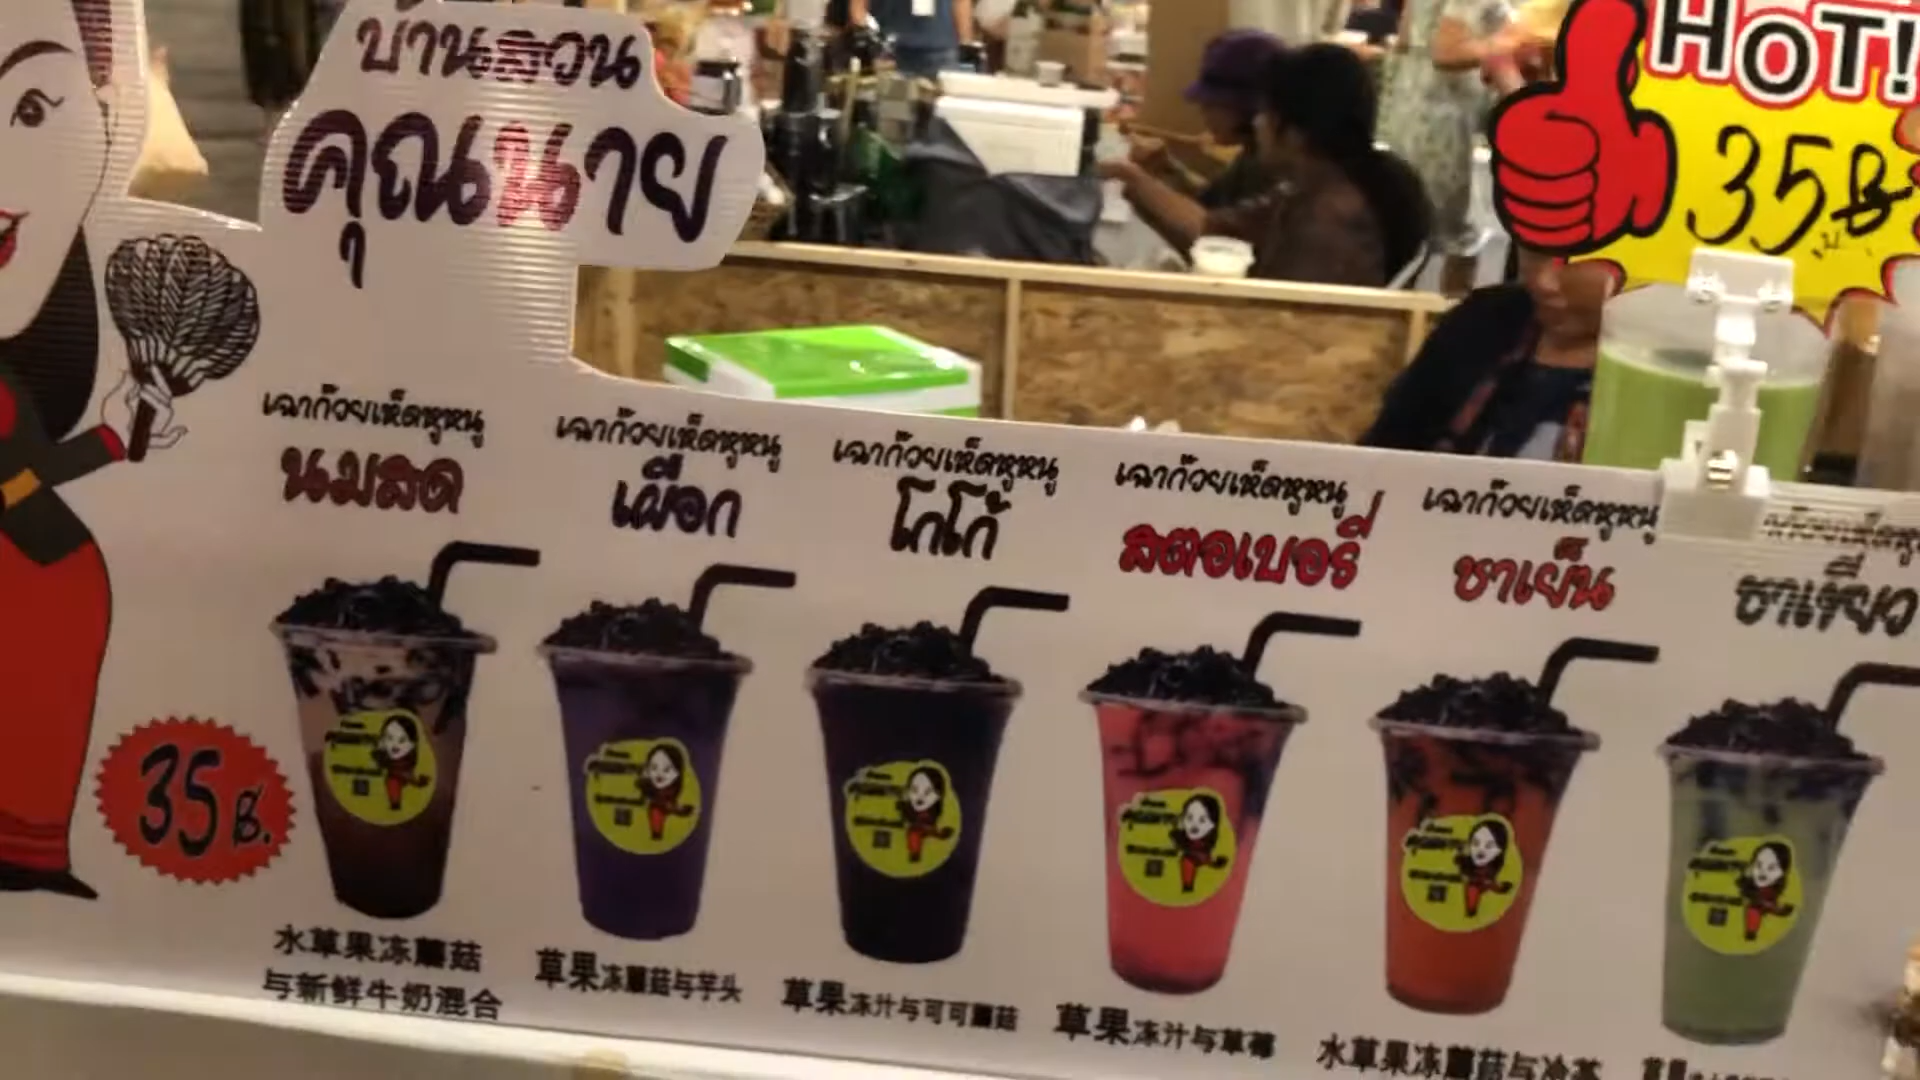 บ้านสวน
คุณนาย
HOT!
35฿
เฉาก๊วยเห็ดหูหนู
นมสด
เฉาก๊วยเห็ดหูหนู
เผือก
เฉาก๊วยเห็ดหูหนู
โกโก้
เฉาก๊วยเห็ดหูหนู
สตอเบอรี่
เฉาก๊วยเห็ดหูหนู
ชาเย็น
ชาเขียว
35 ฿.
水草果冻蘑菇
与新鲜牛奶混合
草果冻蘑菇与芋头
草果冻汁与可可蘑菇
草果冻汁与草莓
水草果冻蘑菇与冷茶